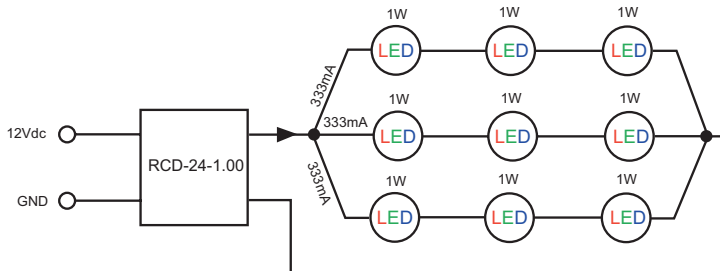 1W 1W 1W
LED LED LED
333mA
12Vdc
RCD-24-1.00
333mA
1W 1W 1W
LED LED LED
333mA
GND
1W 1W 1W
LED LED LED